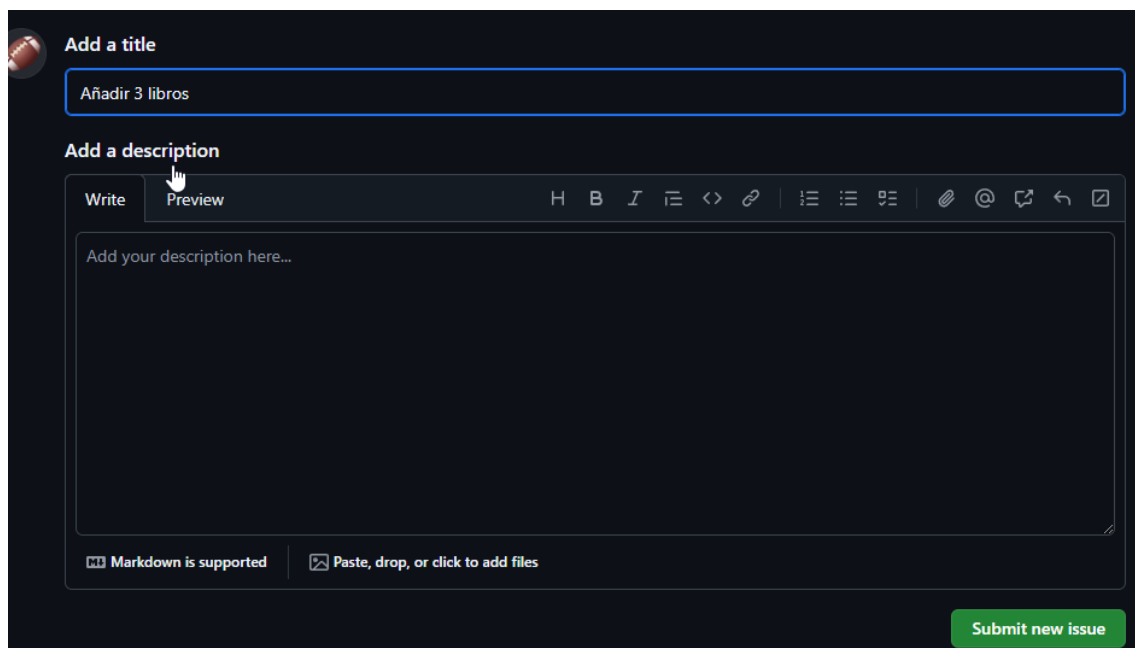 Add a title
Añadir 3 libros
Add a description
Write Preview H B I
Add your description here...
Markdown is supported Paste, drop, or click to add files
Submit new issue